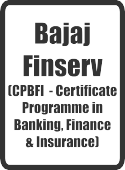 Bajaj
Finserv
(CPBFI - Certificate
Programme in
Banking, Finance
& Insurance)